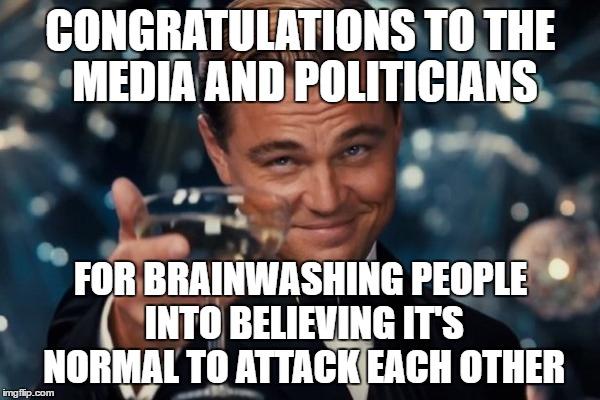 CONGRATULATIONS TO THE
MEDIA AND POLITICIANS
FOR BRAINWASHING PEOPLE
INTO BELIEVING IT'S
NORMAL TO ATTACK EACH OTHER
imgflip.com